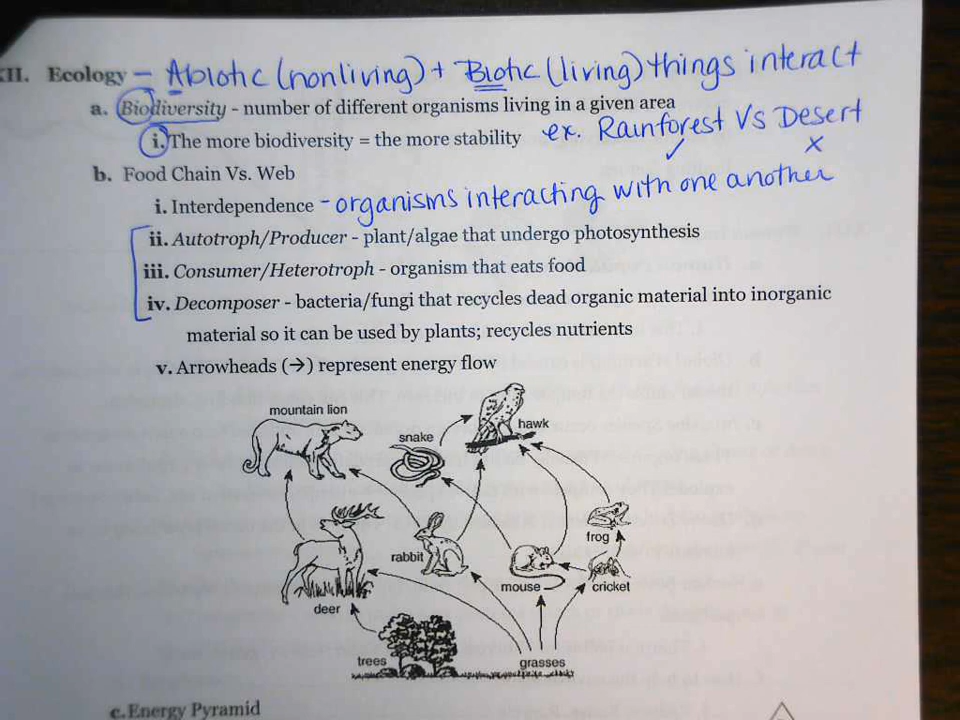 XII. Ecology - Abiotic (nonliving) + Biotic (living) things interact
a. Biodiversity - number of different organisms living in a given area
i. The more biodiversity = the more stability ex. Rainforest Vs Desert
✓ X
b. Food Chain Vs. Web
i. Interdependence - organisms interacting with one another
ii. Autotroph/Producer - plant/algae that undergo photosynthesis
iii. Consumer/Heterotroph - organism that eats food
iv. Decomposer - bacteria/fungi that recycles dead organic material into inorganic
material so it can be used by plants; recycles nutrients
v. Arrowheads (→) represent energy flow
mountain lion
hawk
snake
frog
rabbit
mouse
cricket
deer
trees
grasses
c. Energy Pyramid